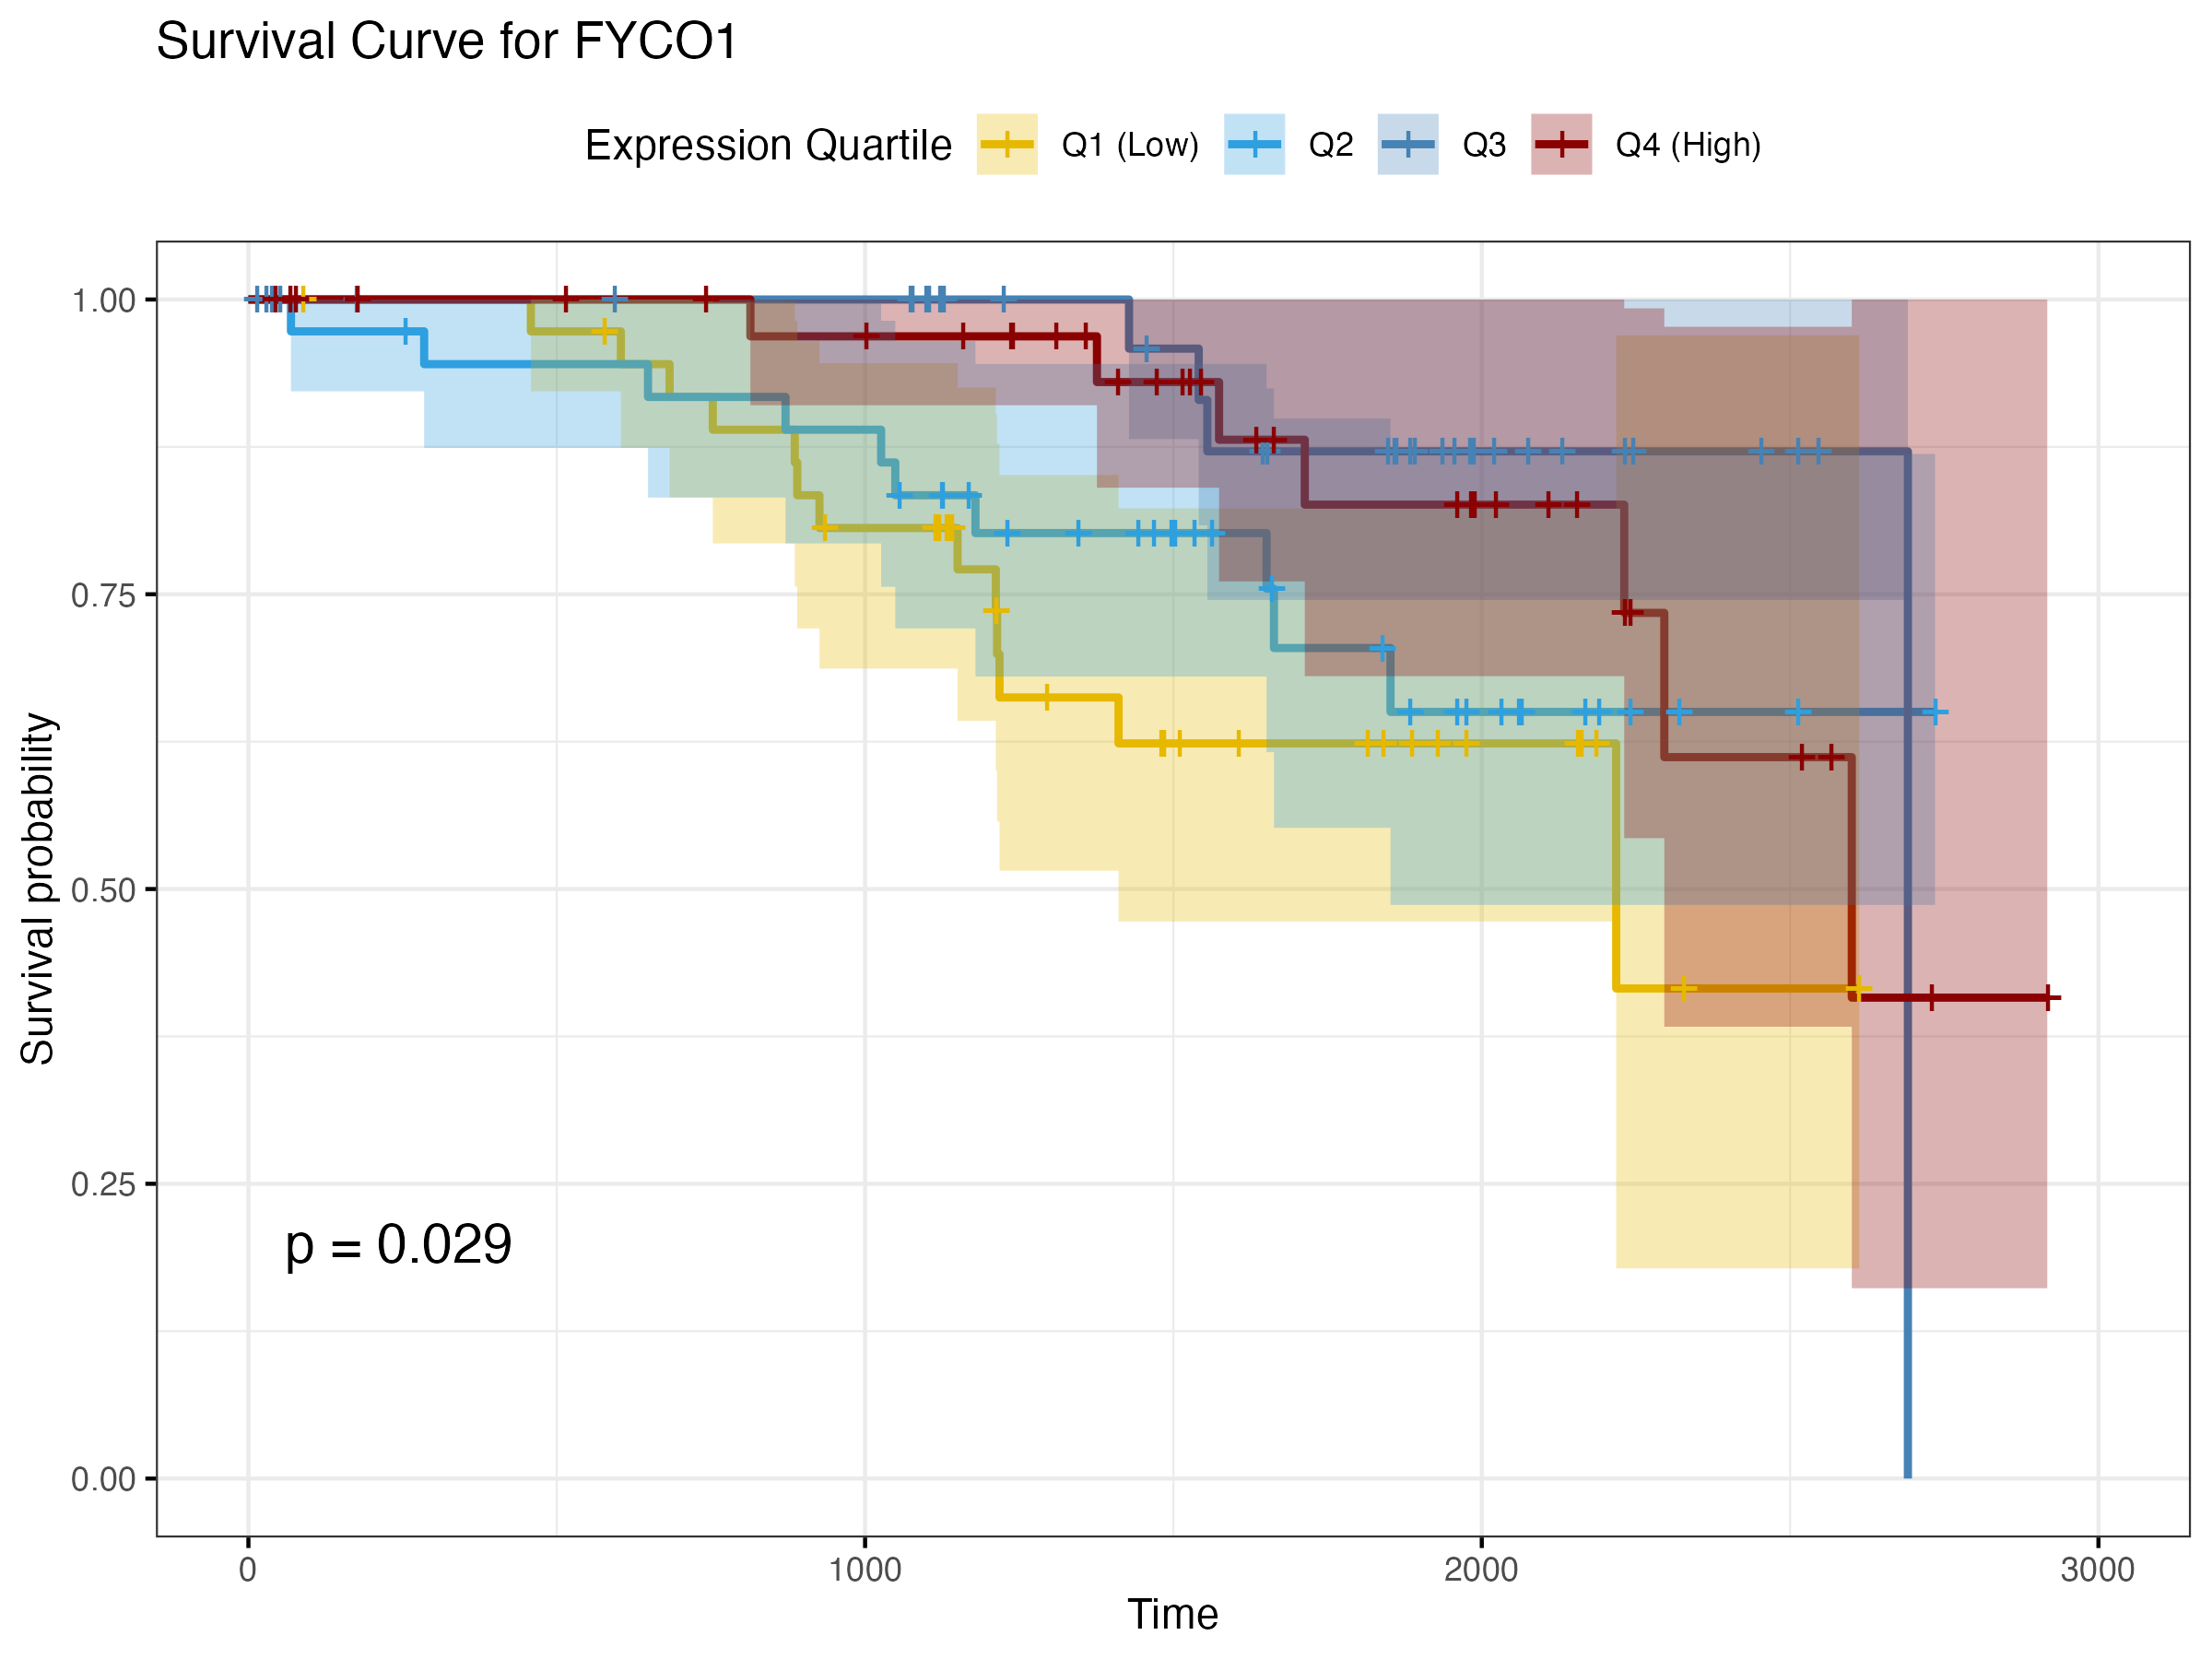 Survival Curve for FYCO1
Expression Quartile Q1 (Low) Q2 Q3 Q4 (High)
Survival probability
1.00
0.75
0.50
0.25
0.00
p = 0.029
0 1000 2000 3000
Time